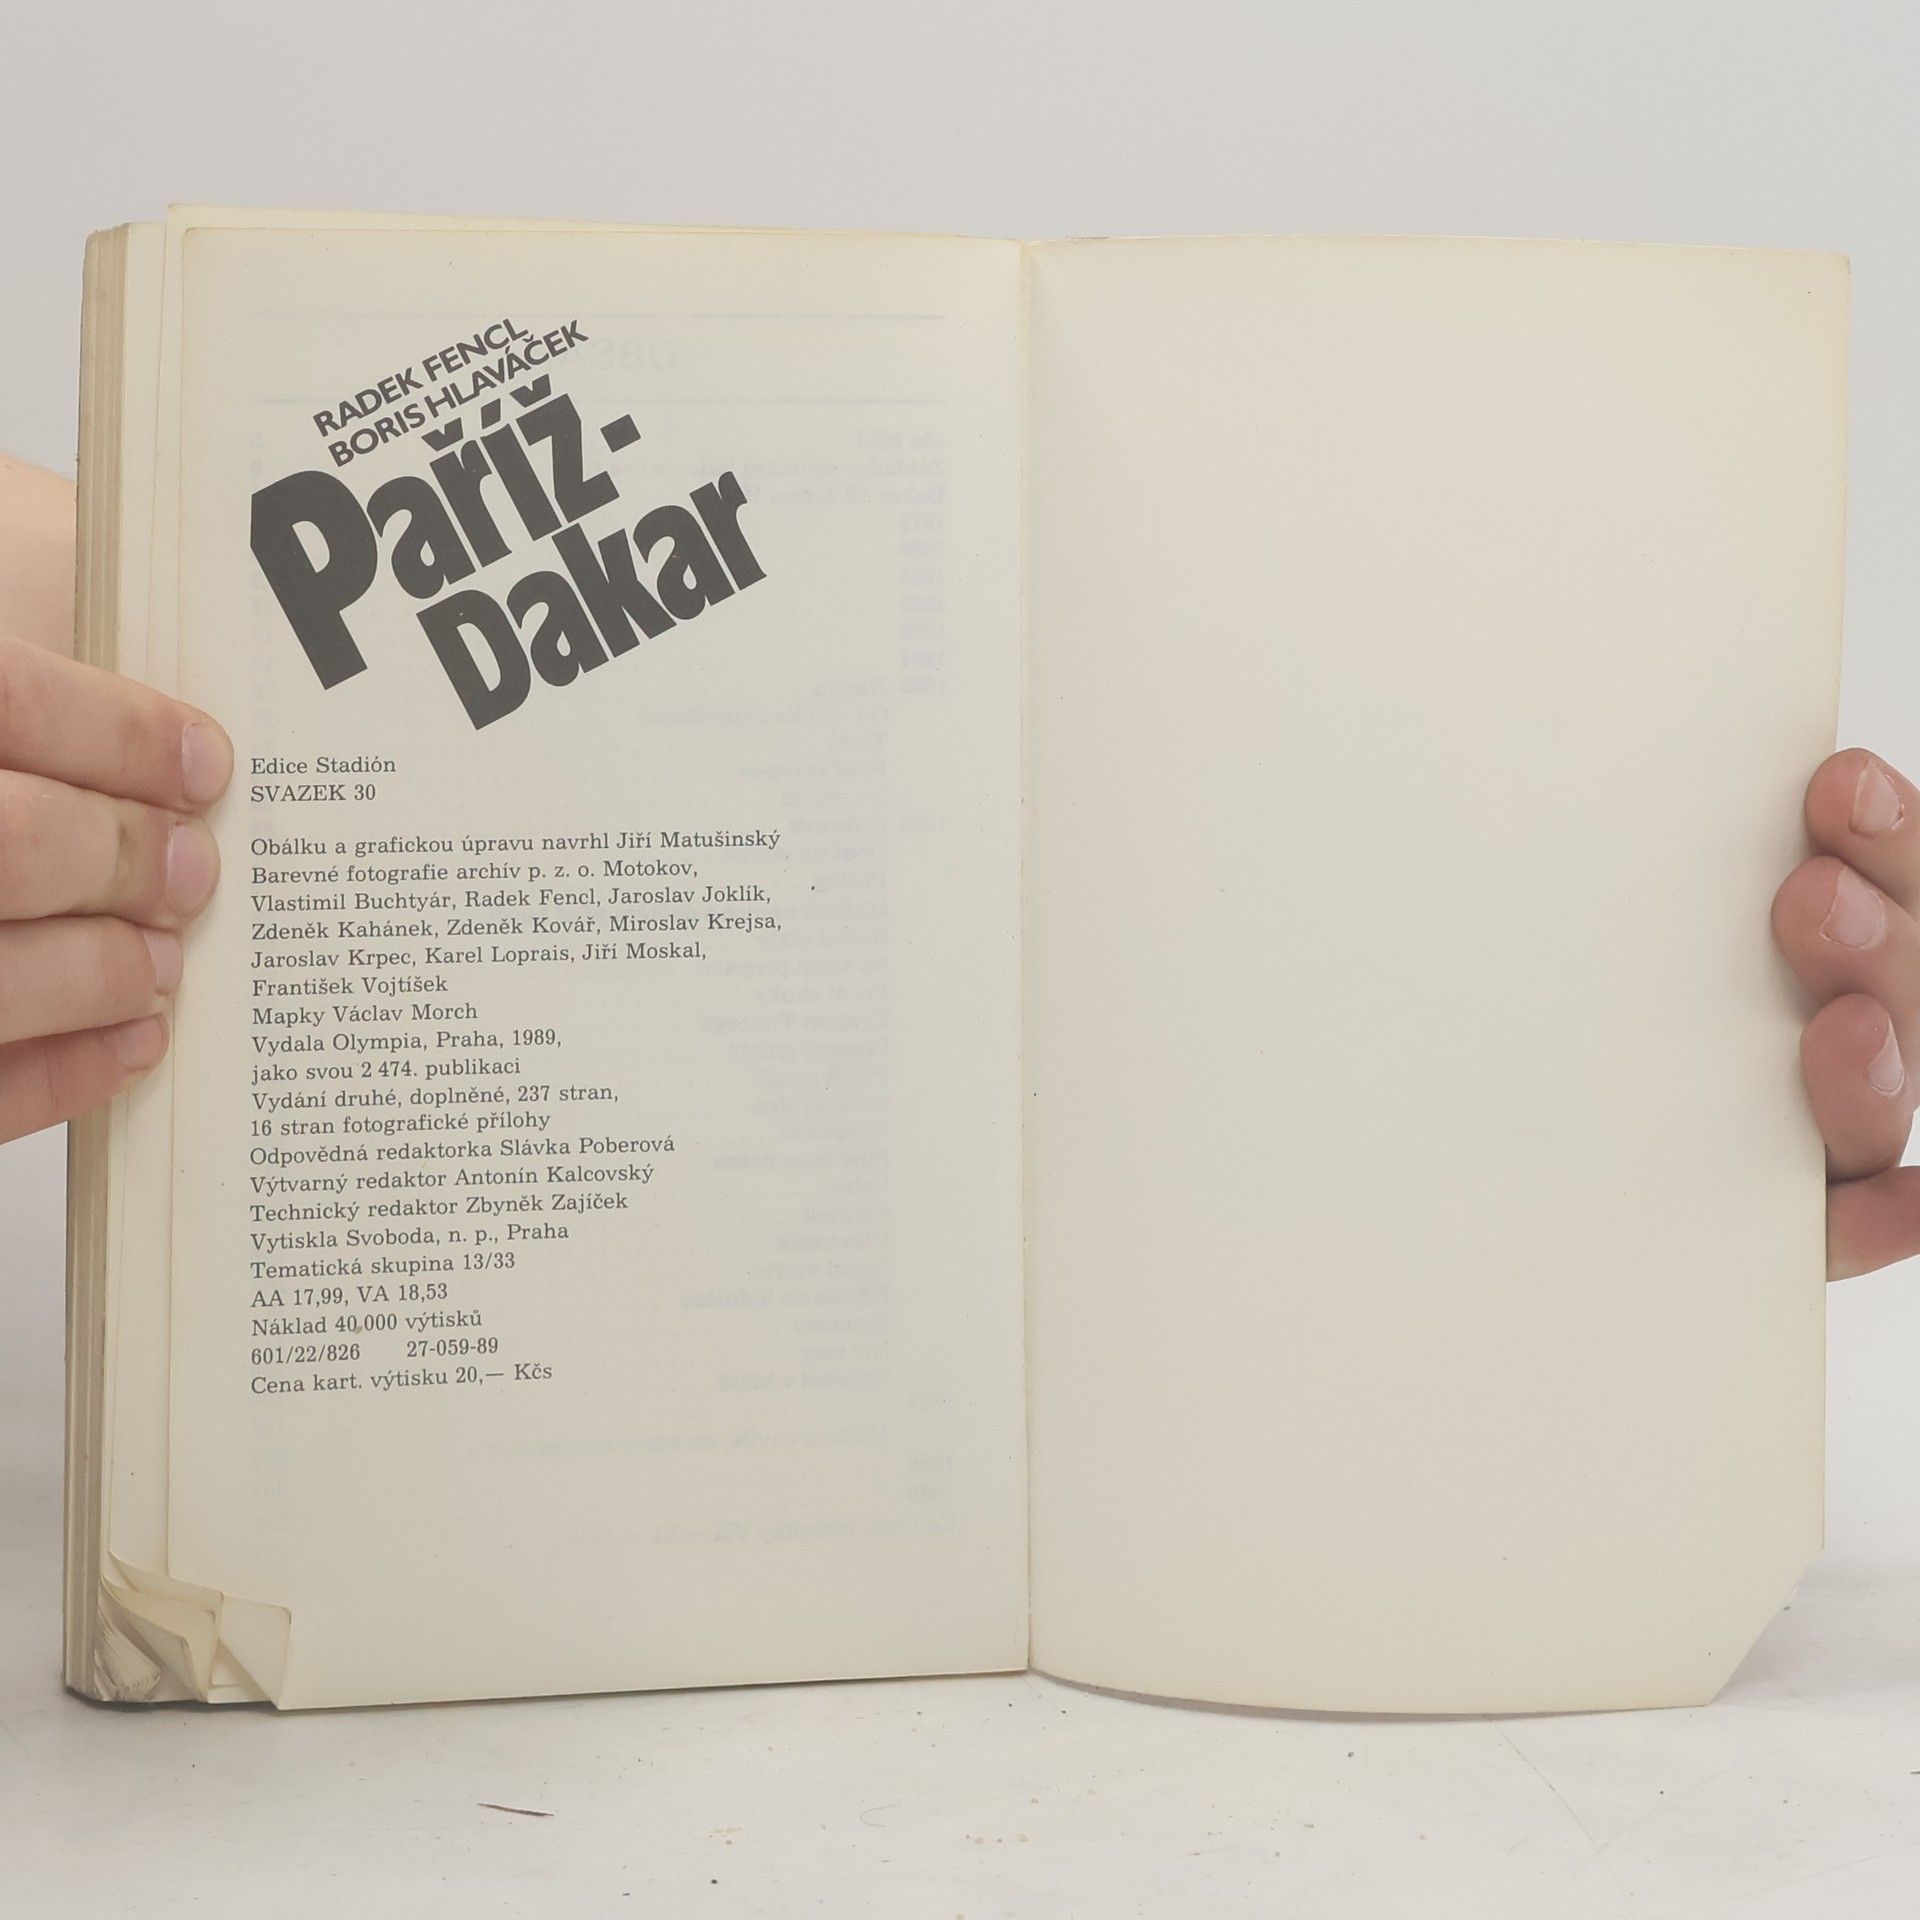 RADEK FENCL
BORIS HLAVÁČEK
Paříž-
Dakar
Edice Stadión
SVAZEK 30
Obálku a grafickou úpravu navrhl Jiří Matušinský
Barevné fotografie archív p. z. o. Motokov,
Vlastimil Buchtyár, Radek Fencl, Jaroslav Joklík,
Zdeněk Kahánek, Zdeněk Kovář, Miroslav Krejsa,
Jaroslav Krpec, Karel Loprais, Jiří Moskal,
František Vojtíšek
Mapky Václav Morch
Vydala Olympia, Praha, 1989,
jako svou 2 474. publikaci
Vydání druhé, doplněné, 237 stran,
16 stran fotografické přílohy
Odpovědná redaktorka Slávka Poberová
Výtvarný redaktor Antonín Kalcovský
Technický redaktor Zbyněk Zajíček
Vytiskla Svoboda, n. p., Praha
Tematická skupina 13/33
AA 17,99, VA 18,53
Náklad 40 000 výtisků
601/22/826 27-059-89
Cena kart. výtisku 20,— Kčs